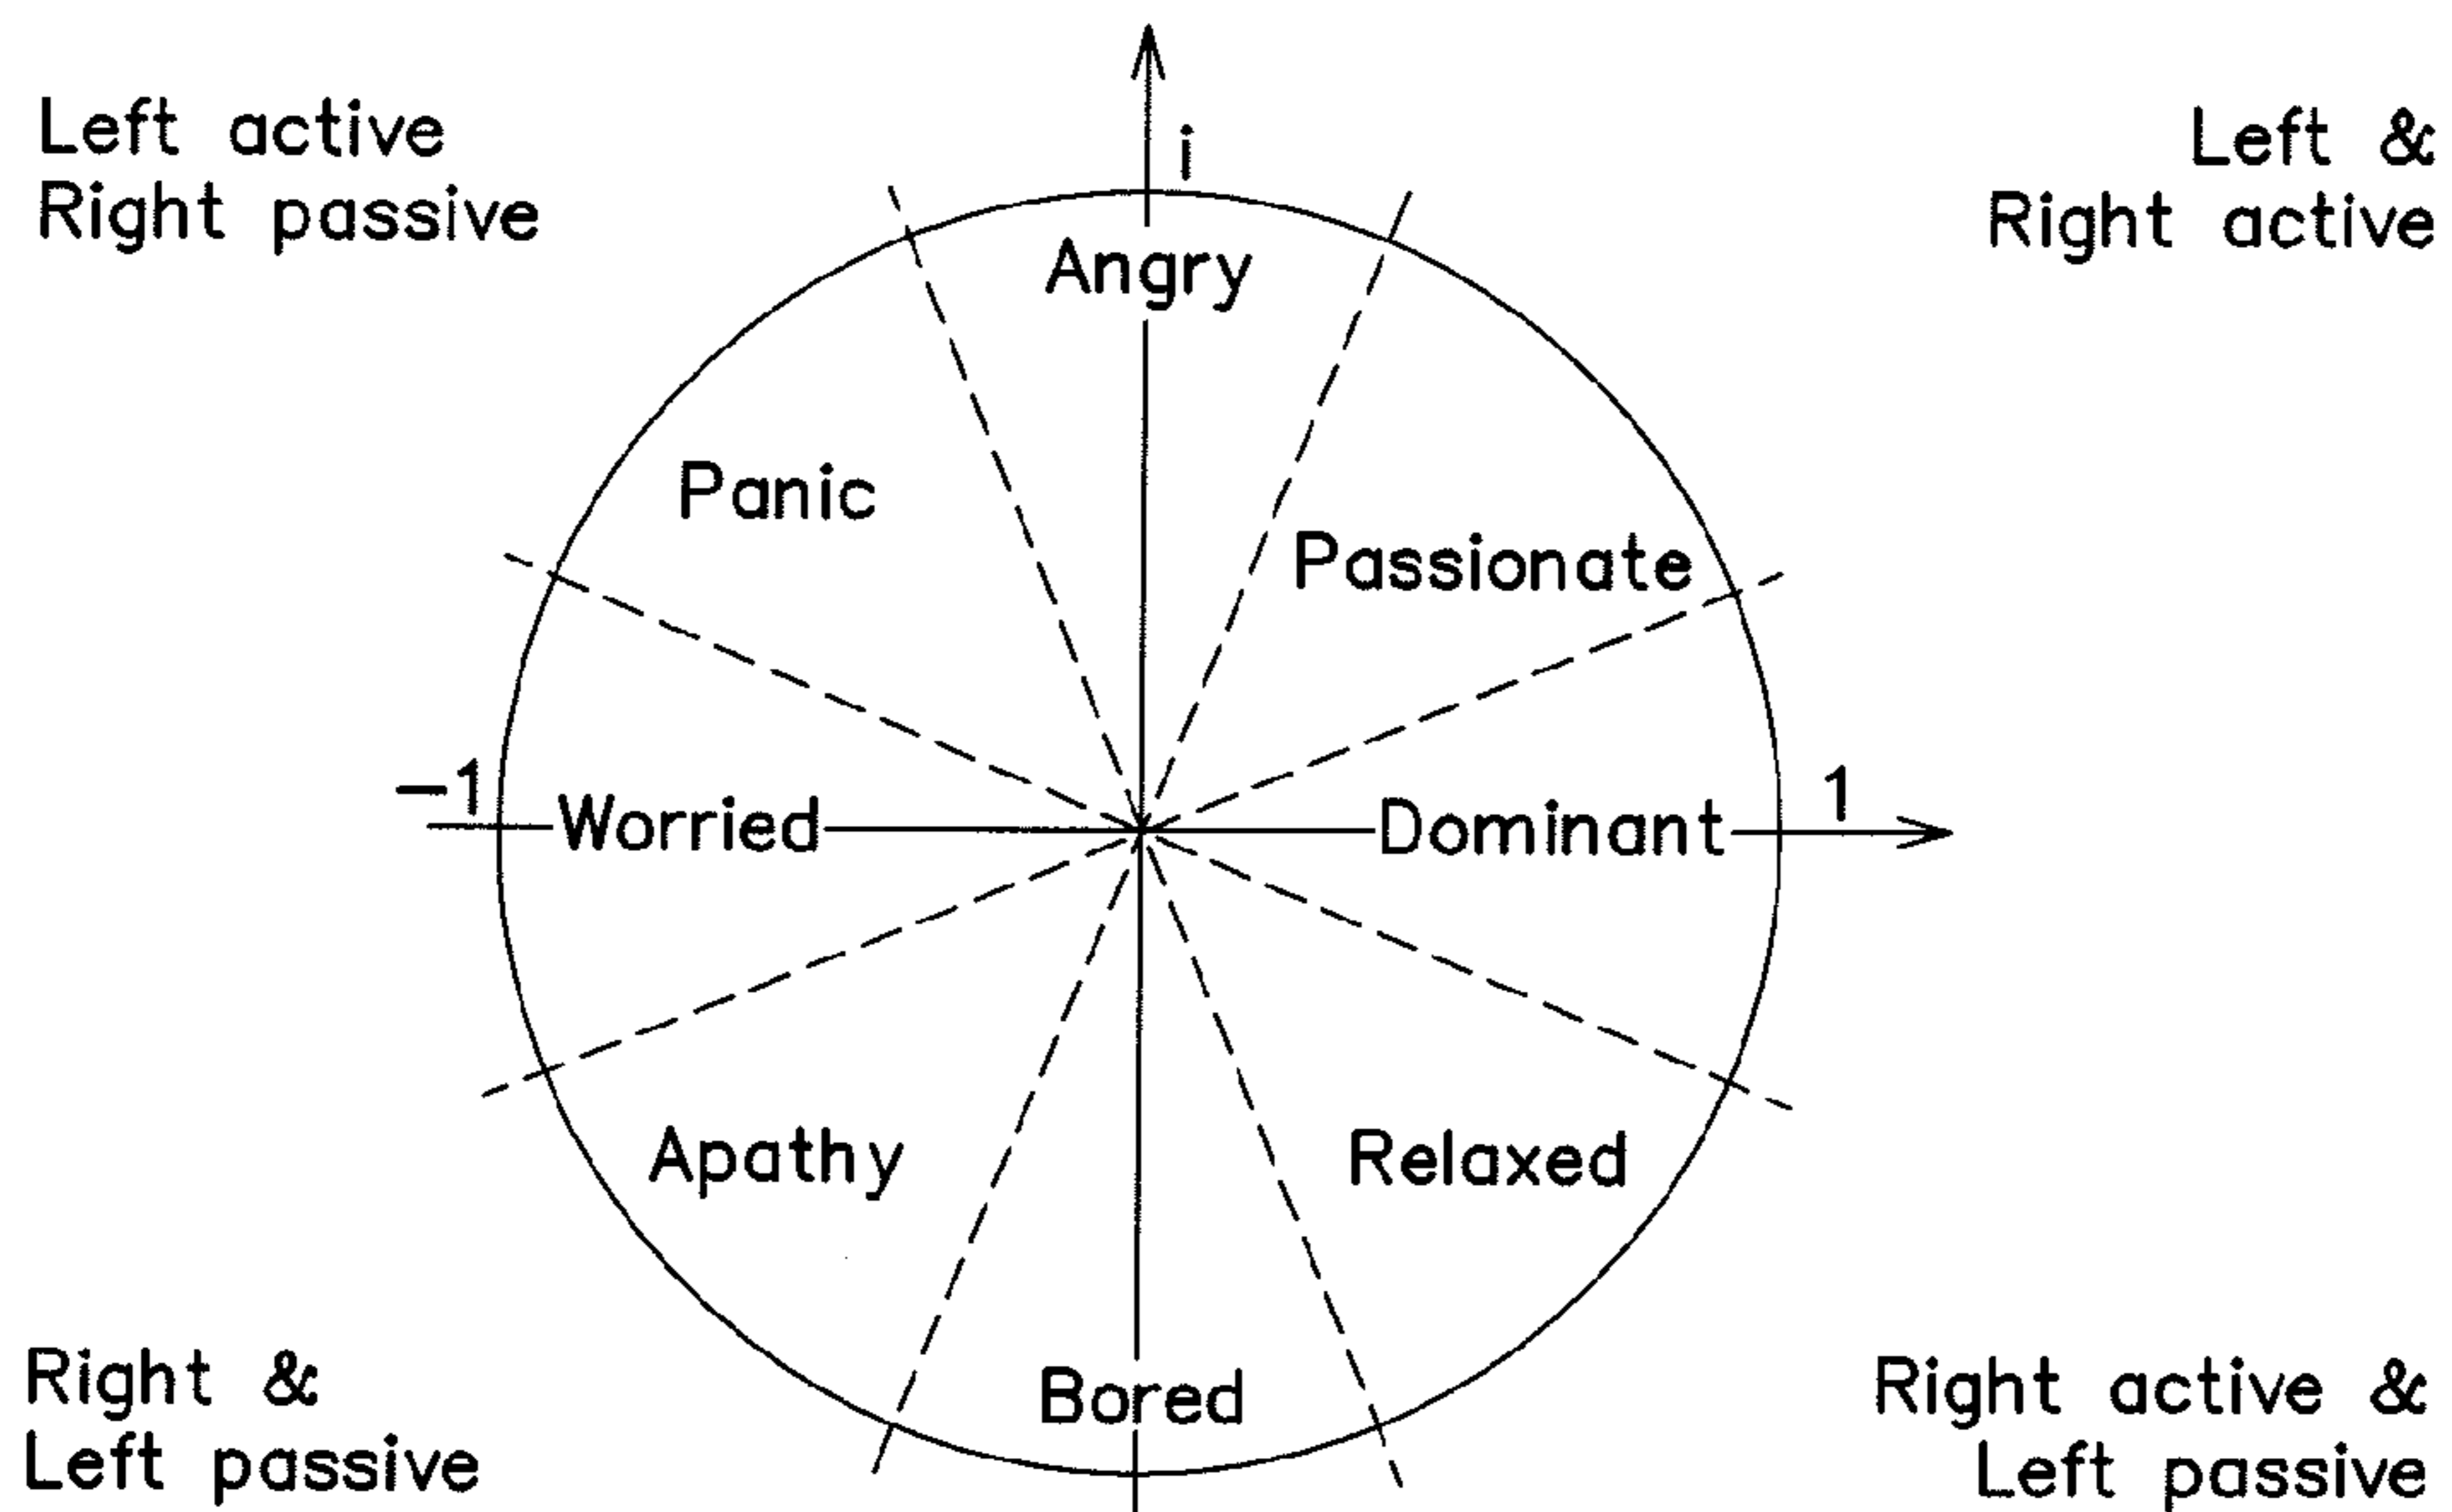 Left active
Right passive
Left &
Right active
i
Angry
Panic
Passionate
-1
Worried
Dominant
1
Apathy
Relaxed
Bored
Right &
Left passive
Right active &
Left passive